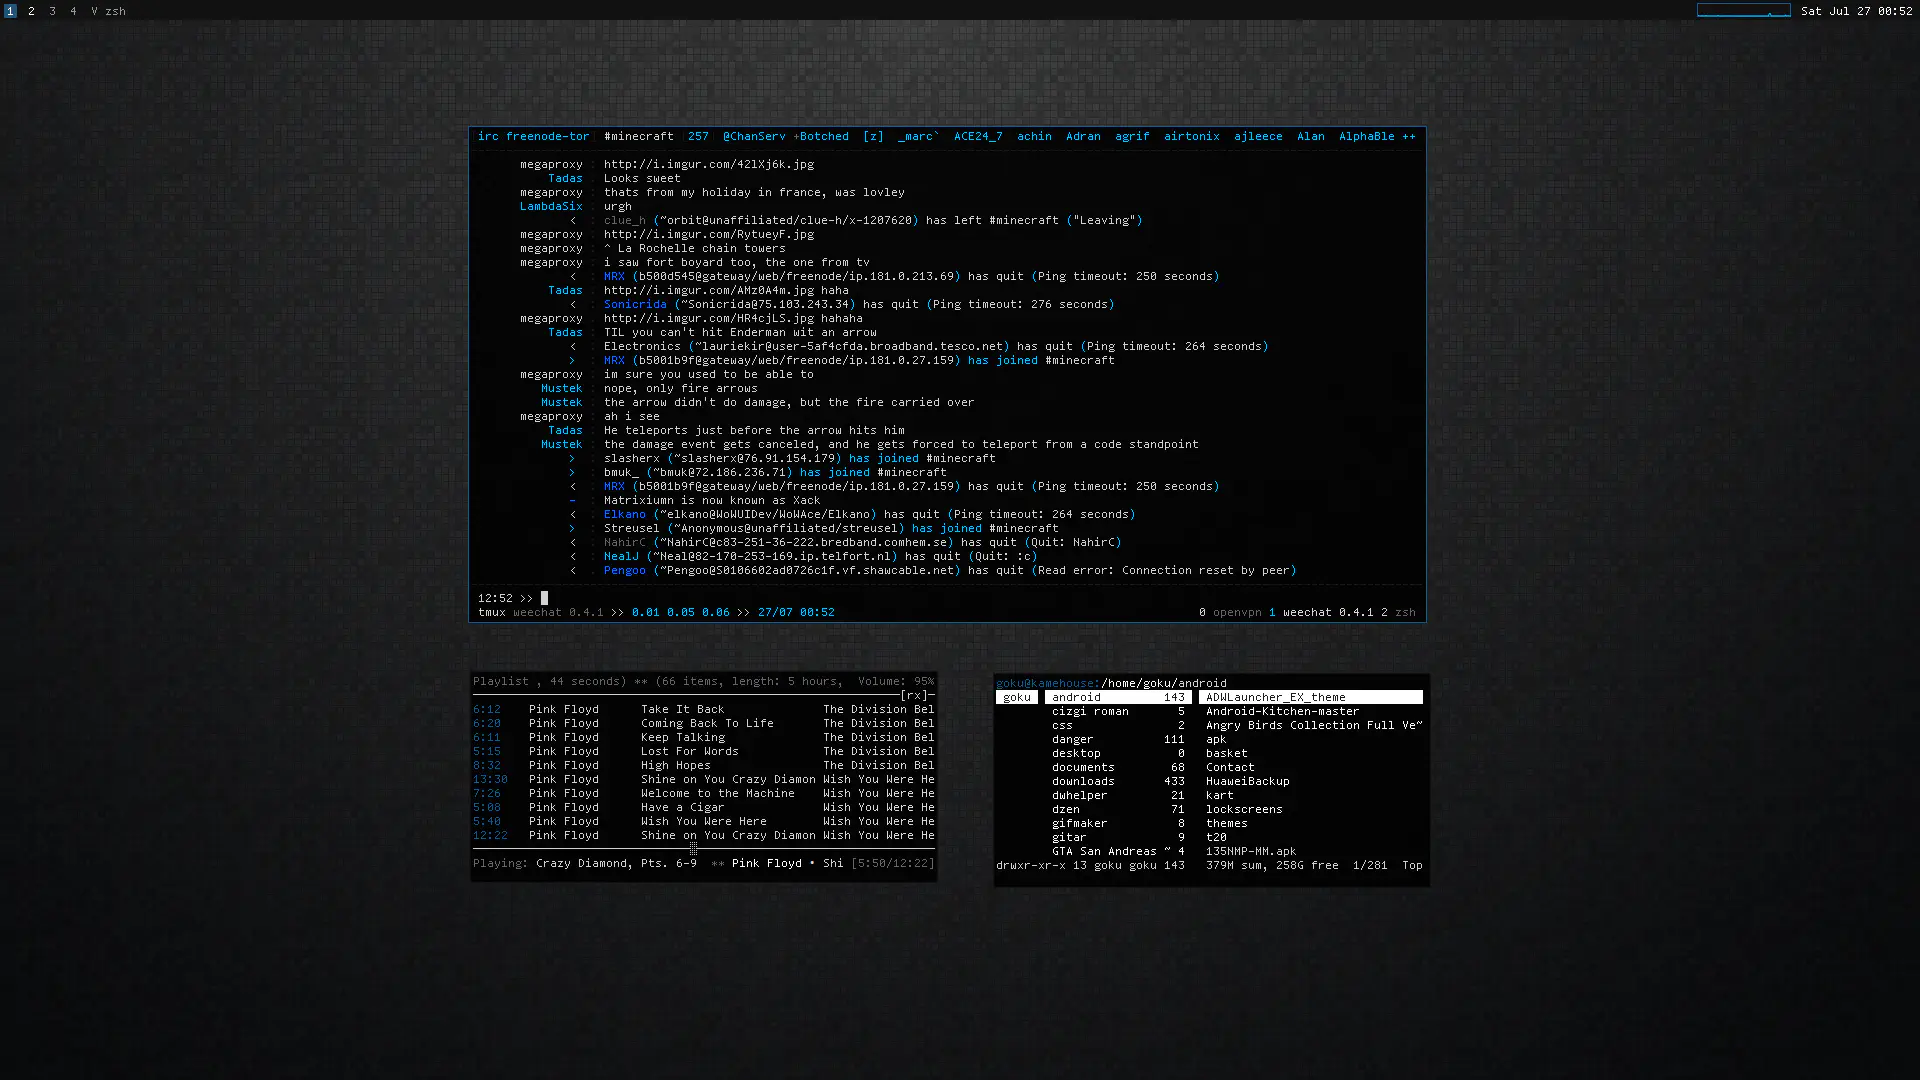 1 2 3 4 V zsh
Sat Jul 27 00:52
irc freenode-tor #minecraft 257 @ChanServ +Botched [z] _marc` ACE24_7 achin Adran agrif airtonix ajleece Alan AlphaBle ++
megaproxy http://i.imgur.com/42lXj6k.jpg
Tadas Looks sweet
megaproxy thats from my holiday in france, was lovley
LambdaSix urgh
< clue_h (~orbit@unaffiliated/clue-h/x-1207620) has left #minecraft ("Leaving")
megaproxy http://i.imgur.com/RytueyF.jpg
megaproxy ^ La Rochelle chain towers
megaproxy i saw fort boyard too, the one from tv
< MRX (b500d545@gateway/web/freenode/ip.181.0.213.69) has quit (Ping timeout: 250 seconds)
Tadas http://i.imgur.com/AMz0A4m.jpg haha
< Sonicrida (~Sonicrida@75.103.243.34) has quit (Ping timeout: 276 seconds)
megaproxy http://i.imgur.com/HR4cjLS.jpg hahaha
Tadas TIL you can't hit Enderman wit an arrow
< Electronics (~lauriekir@user-5af4cfda.broadband.tesco.net) has quit (Ping timeout: 264 seconds)
> MRX (b5001b9f@gateway/web/freenode/ip.181.0.27.159) has joined #minecraft
megaproxy im sure you used to be able to
Mustek nope, only fire arrows
Mustek the arrow didn't do damage, but the fire carried over
megaproxy ah i see
Tadas He teleports just before the arrow hits him
Mustek the damage event gets canceled, and he gets forced to teleport from a code standpoint
> slasherx (~slasherx@76.91.154.179) has joined #minecraft
> bmuk_ (~bmuk@72.186.236.71) has joined #minecraft
< MRX (b5001b9f@gateway/web/freenode/ip.181.0.27.159) has quit (Ping timeout: 250 seconds)
- Matrixiumn is now known as Xack
< Elkano (~elkano@WoWUIDev/WoWAce/Elkano) has quit (Ping timeout: 264 seconds)
> Streusel (~Anonymous@unaffiliated/streusel) has joined #minecraft
< NahirC (~NahirC@c83-251-36-222.bredband.comhem.se) has quit (Quit: NahirC)
< NealJ (~Neal@82-170-253-169.ip.telfort.nl) has quit (Quit: :c)
< Pengoo (~Pengoo@S0106602ad0726c1f.vf.shawcable.net) has quit (Read error: Connection reset by peer)
12:52 >>
tmux weechat 0.4.1 >> 0.01 0.05 0.06 >> 27/07 00:52
0 openvpn 1 weechat 0.4.1 2 zsh
Playlist , 44 seconds) ** (66 items, length: 5 hours, Volume: 95%
[rx]
6:12 Pink Floyd Take It Back The Division Bel
6:20 Pink Floyd Coming Back To Life The Division Bel
6:11 Pink Floyd Keep Talking The Division Bel
5:15 Pink Floyd Lost For Words The Division Bel
8:32 Pink Floyd High Hopes The Division Bel
13:30 Pink Floyd Shine on You Crazy Diamon Wish You Were He
7:26 Pink Floyd Welcome to the Machine Wish You Were He
5:08 Pink Floyd Have a Cigar Wish You Were He
5:40 Pink Floyd Wish You Were Here Wish You Were He
12:22 Pink Floyd Shine on You Crazy Diamon Wish You Were He
Playing: Crazy Diamond, Pts. 6-9 ** Pink Floyd • Shi [5:50/12:22]
goku@kamehouse:/home/goku/android
goku android 143 ADWLauncher_EX_theme
cizgi roman 5 Android-Kitchen-master
css 2 Angry Birds Collection Full Ve~
danger 111 apk
desktop 0 basket
documents 68 Contact
downloads 433 HuaweiBackup
dwhelper 21 kart
dzen 71 lockscreens
gifmaker 8 themes
gitar 9 t20
GTA San Andreas ~ 4 135NMP-MM.apk
drwxr-xr-x 13 goku goku 143 379M sum, 258G free 1/281 Top